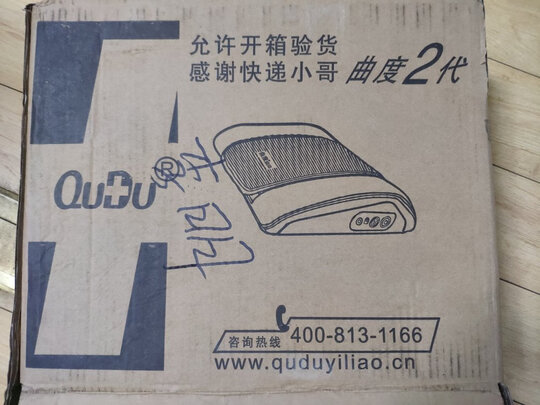 允许开箱验货
感谢快递小哥 曲度2代
QuDu®
咨询热线 400-813-1166
www.quduyiliao.cn